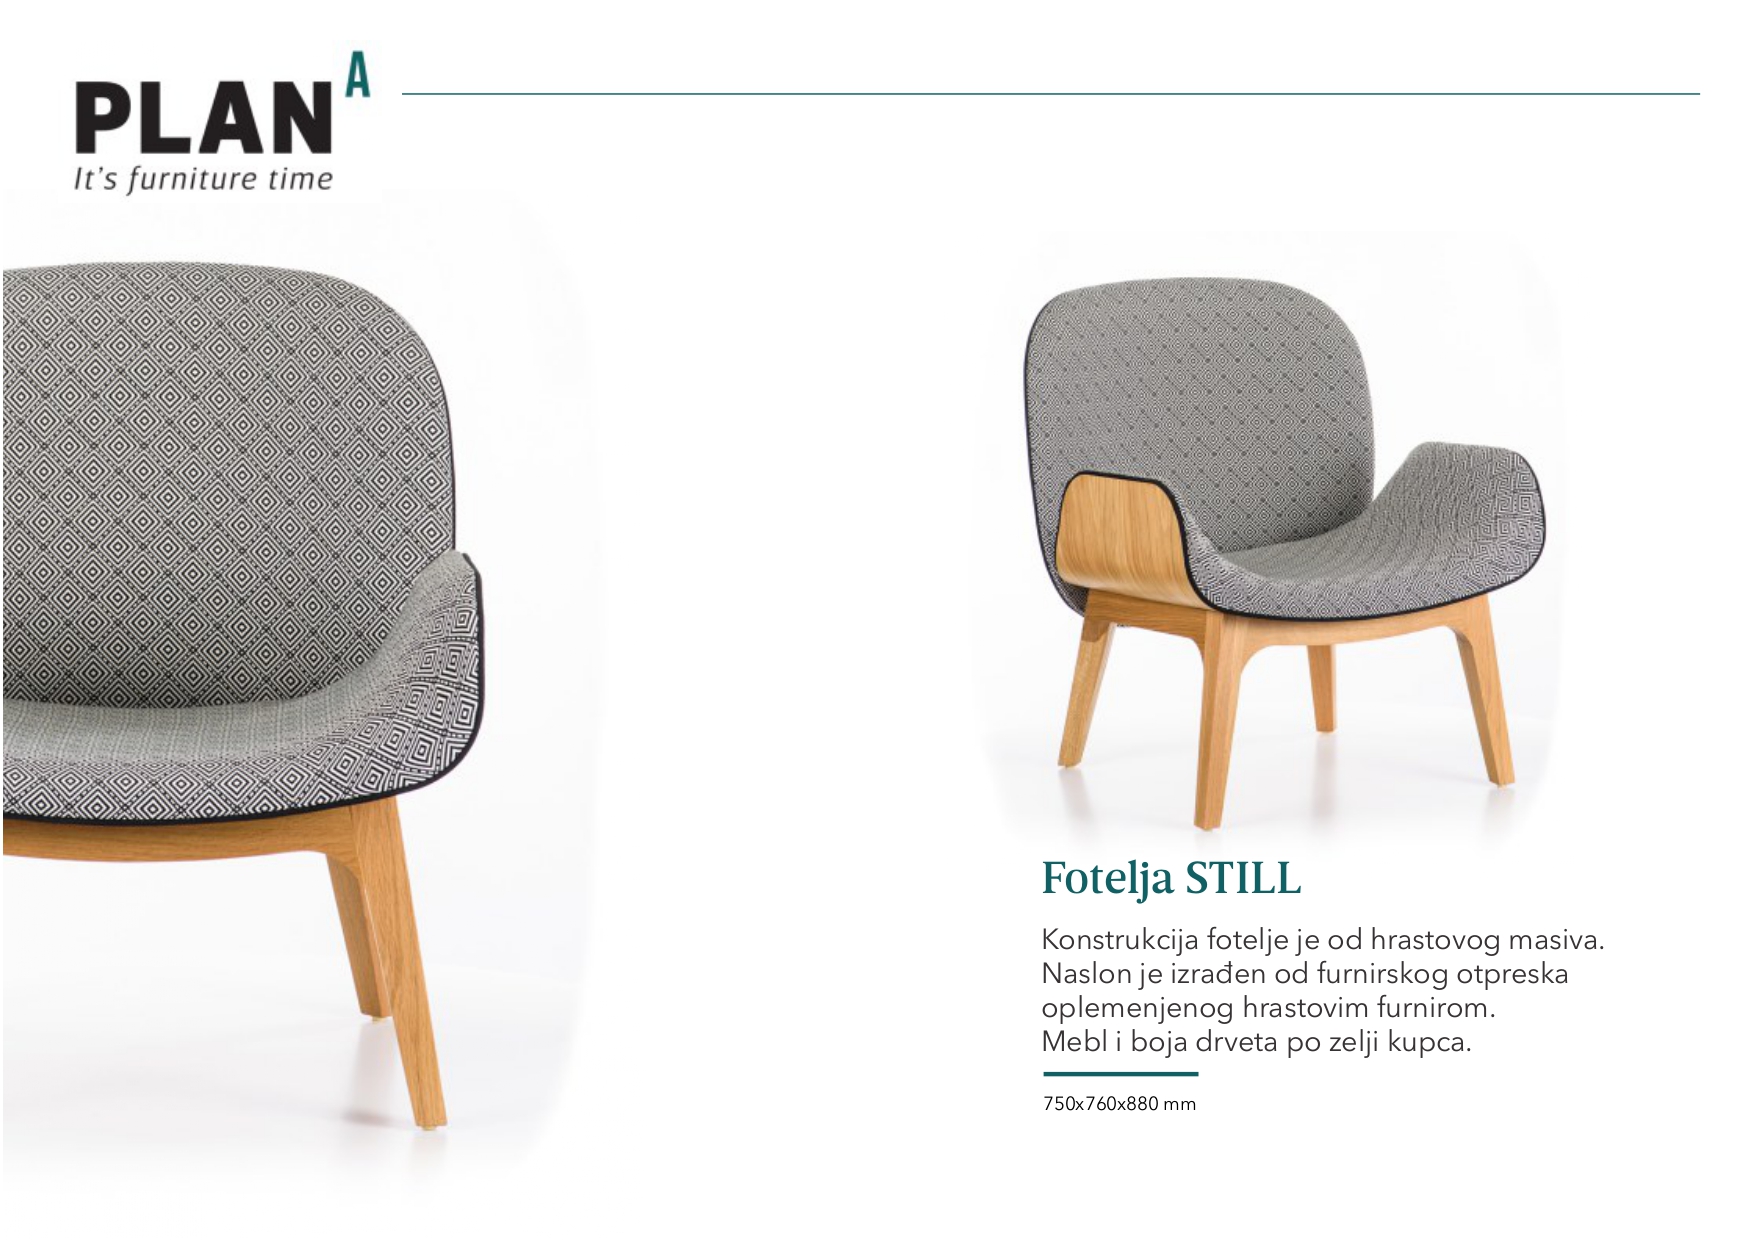 PLAN A
It's furniture time
Fotelja STILL
Konstrukcija fotelje je od hrastovog masiva.
Naslon je izrađen od furnirskog otpreska
oplemenjenog hrastovim furnirom.
Mebl i boja drveta po zelji kupca.
750x760x880 mm